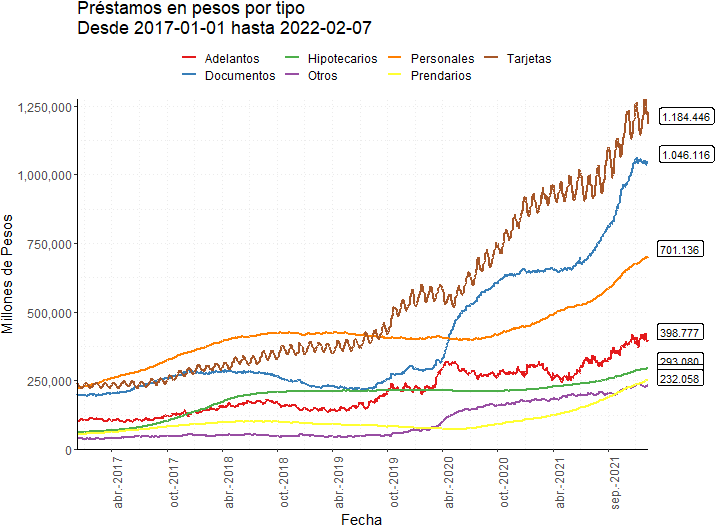 Préstamos en pesos por tipo
Desde 2017-01-01 hasta 2022-02-07
Adelantos Hipotecarios Personales Tarjetas
Documentos Otros Prendarios
Millones de Pesos
1,250,000
1,000,000
750,000
500,000
250,000
0
1.184.446
1.046.116
701.136
398.777
293.080
232.058
abr.-2017
oct.-2017
abr.-2018
oct.-2018
abr.-2019
oct.-2019
abr.-2020
oct.-2020
abr.-2021
sep.-2021
Fecha